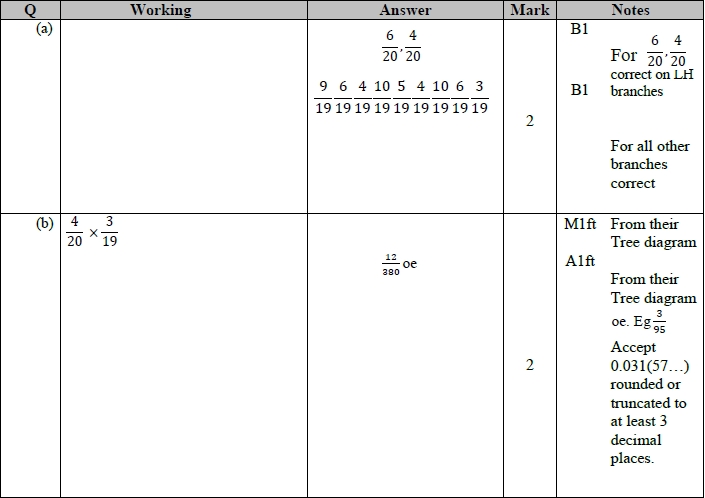 Q Working Answer Mark Notes
(a)
6/20, 4/20
9/19 6/19 4/19 10/19 5/19 4/19 10/19 6/19 3/19
2
B1 For 6/20, 4/20
correct on LH
B1 branches
For all other
branches
correct
(b) 4/20 × 3/19
12/380 oe
2
M1ft From their
Tree diagram
A1ft
From their
Tree diagram
oe. Eg 3/95
Accept
0.031(57…)
rounded or
truncated to
at least 3
decimal
places.